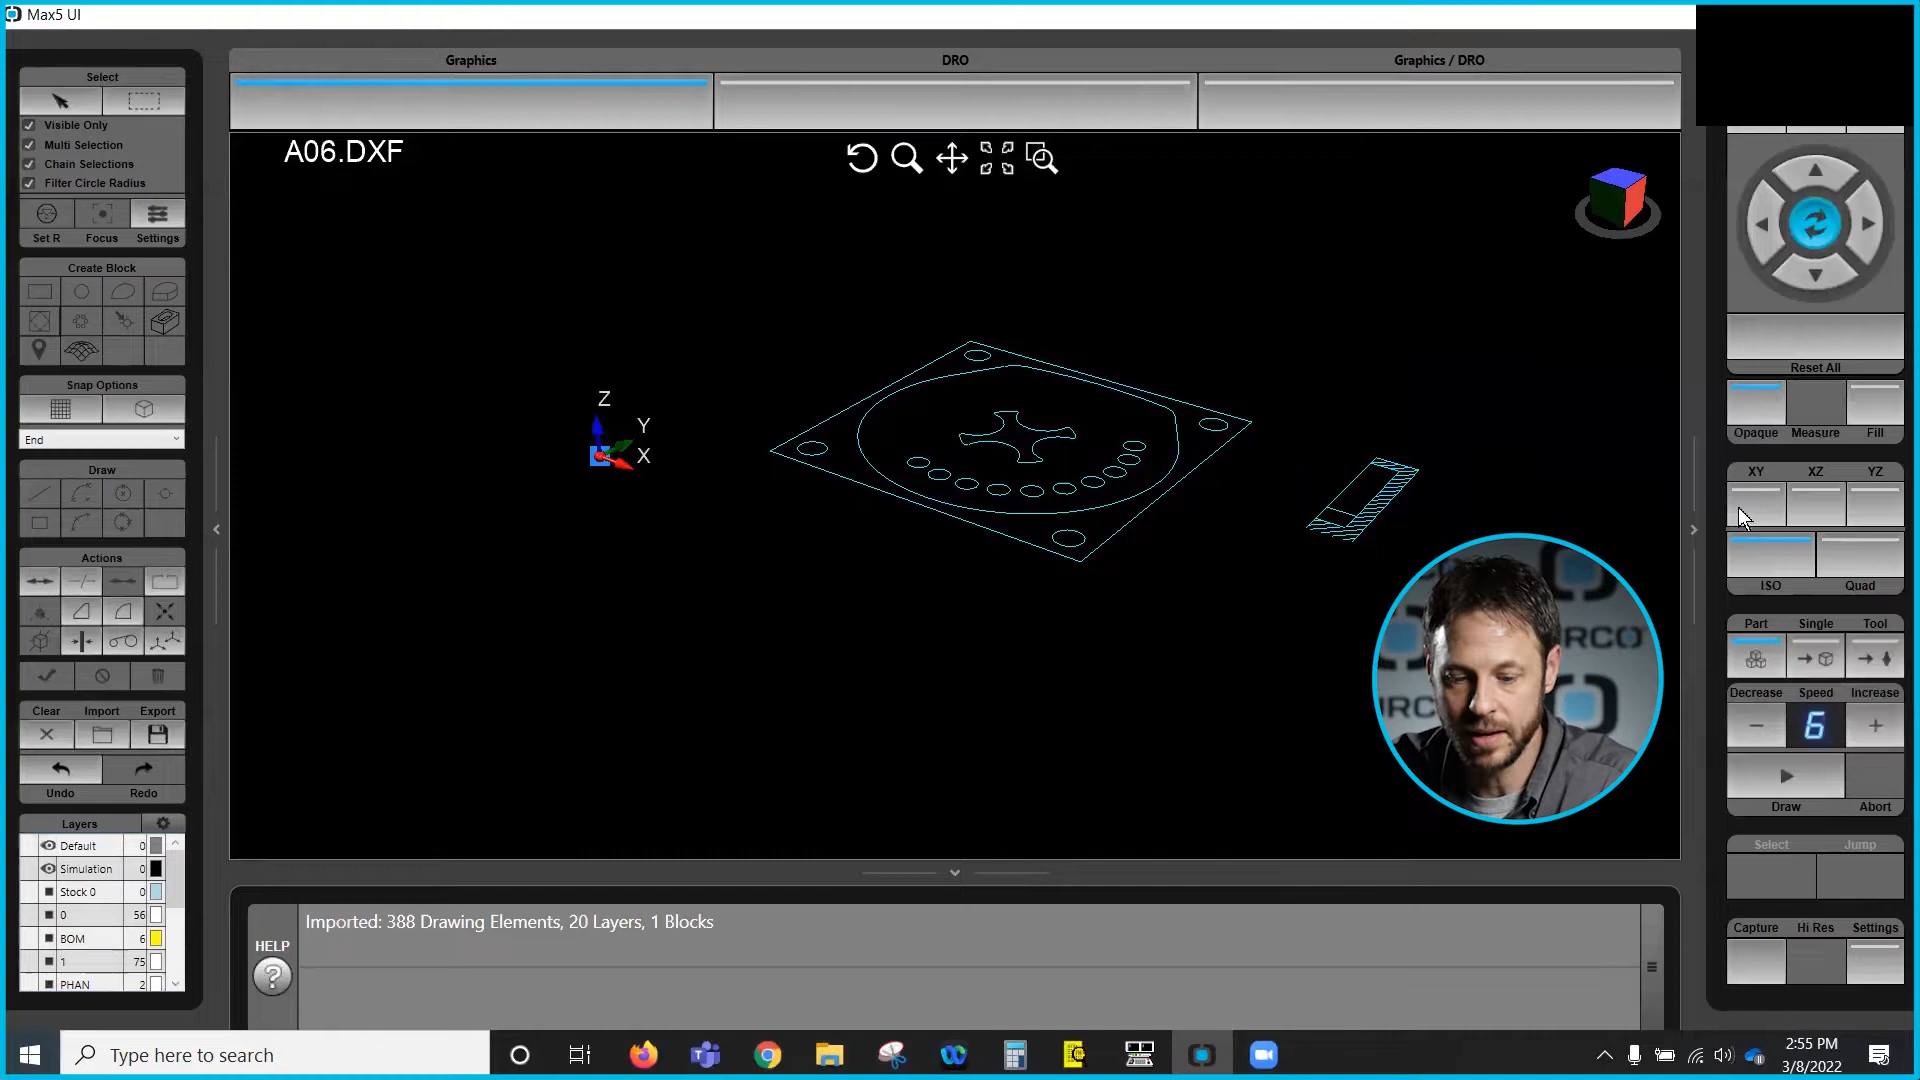 Max5 UI
Select
Visible Only
Multi Selection
Chain Selections
Filter Circle Radius
Set R Focus Settings
Create Block
Snap Options
End
Draw
Actions
Clear Import Export
Undo Redo
Layers
Default 0
Simulation 0
Stock 0 0
0 56
BOM 6
1 75
PHAN 2
Graphics DRO Graphics / DRO
A06.DXF
Z
Y
X
IRCO
IRCO
Imported: 388 Drawing Elements, 20 Layers, 1 Blocks
HELP
?
Reset All
Opaque Measure Fill
XY XZ YZ
ISO Quad
Part Single Tool
Decrease Speed Increase
6
Draw Abort
Select Jump
Capture Hi Res Settings
Type here to search
2:55 PM
3/8/2022